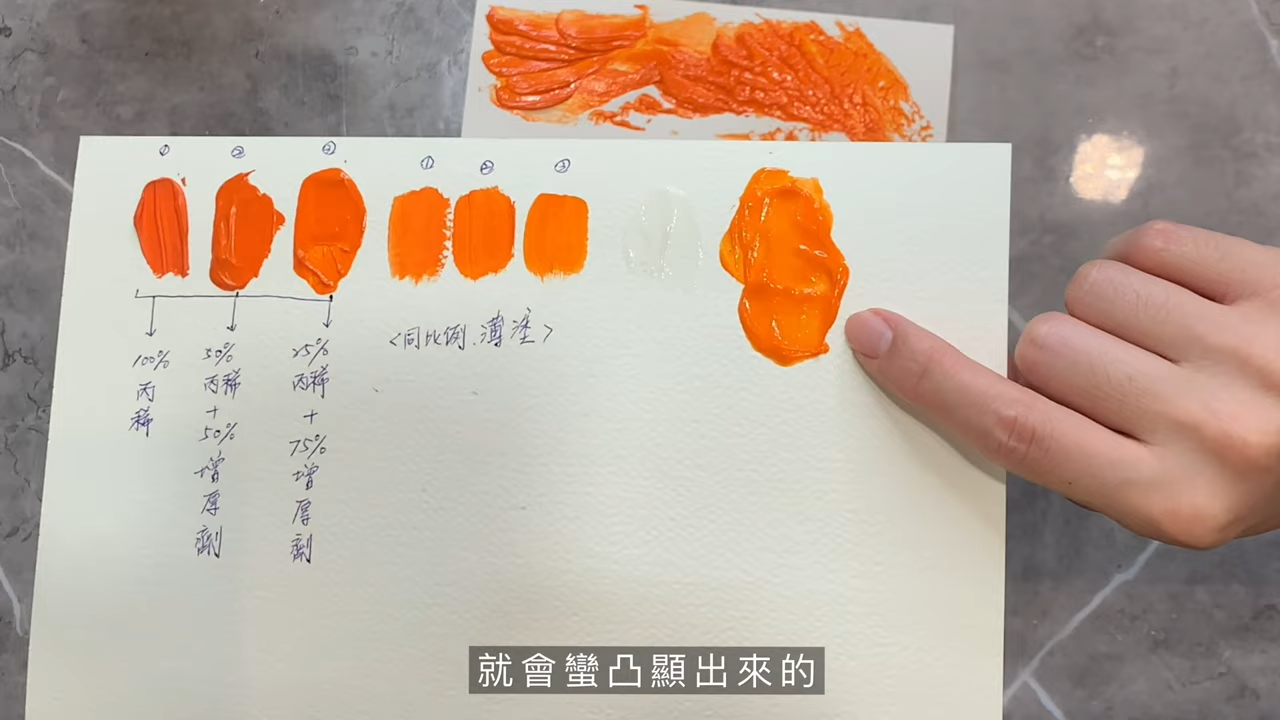 ① ② ③ ① ② ③
<同比例.薄塗>
100%
丙
稀
50%
丙稀
+
50%
增
厚
劑
25%
丙稀
+
75%
增
厚
劑
就會蠻凸顯出來的